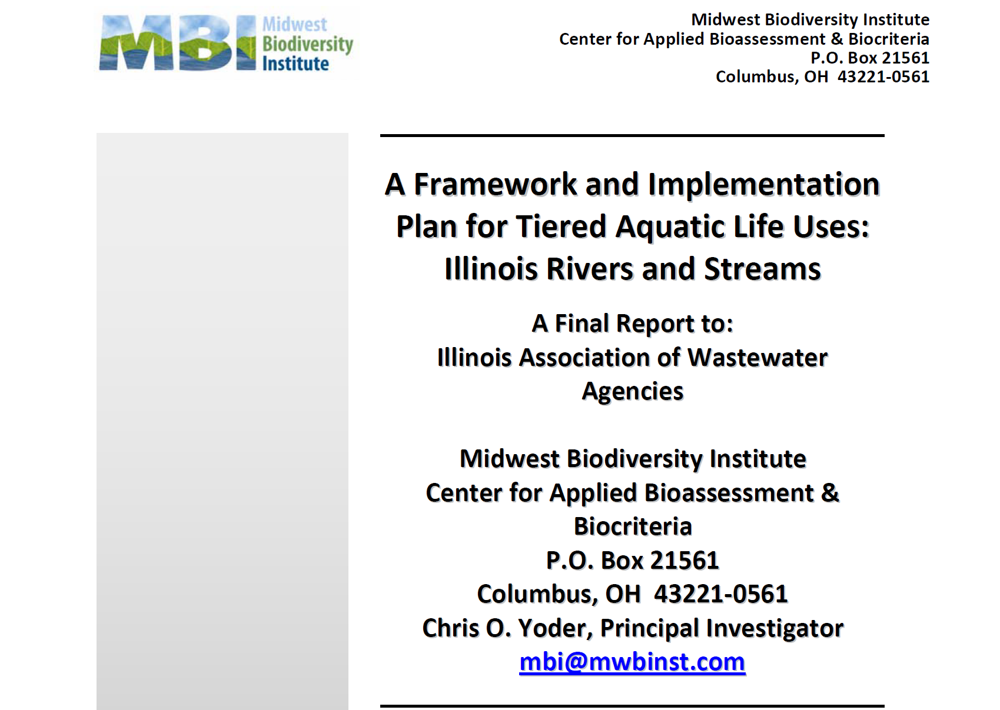 MBI
Midwest
Biodiversity
Institute
Midwest Biodiversity Institute
Center for Applied Bioassessment & Biocriteria
P.O. Box 21561
Columbus, OH  43221-0561
A Framework and Implementation
Plan for Tiered Aquatic Life Uses:
Illinois Rivers and Streams
A Final Report to:
Illinois Association of Wastewater
Agencies
Midwest Biodiversity Institute
Center for Applied Bioassessment &
Biocriteria
P.O. Box 21561
Columbus, OH  43221-0561
Chris O. Yoder, Principal Investigator
mbi@mwbinst.com